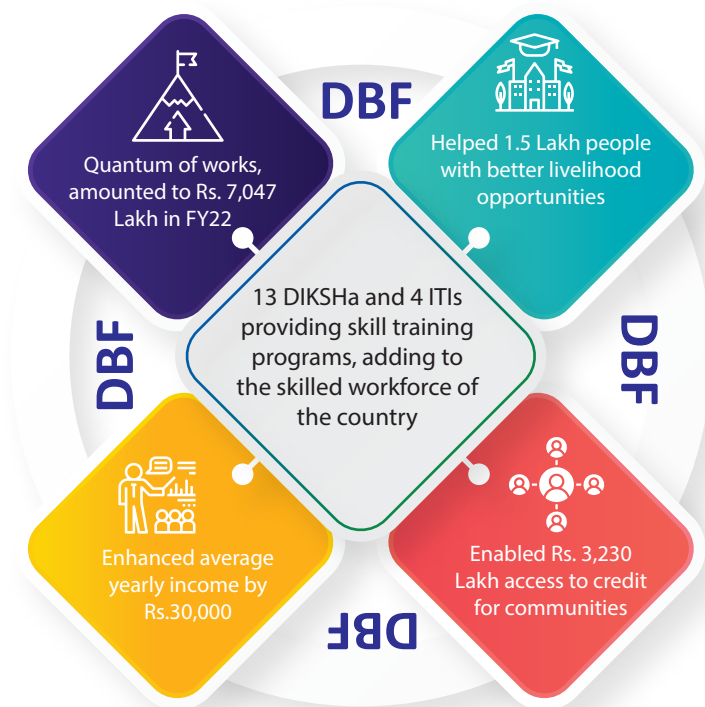 DBF
Quantum of works,
amounted to Rs. 7,047
Lakh in FY22
Helped 1.5 Lakh people
with better livelihood
opportunities
13 DIKSHa and 4 ITIs
providing skill training
programs, adding to
the skilled workforce of
the country
DBF
DBF
Enhanced average
yearly income by
Rs.30,000
Enabled Rs. 3,230
Lakh access to credit
for communities
DBF